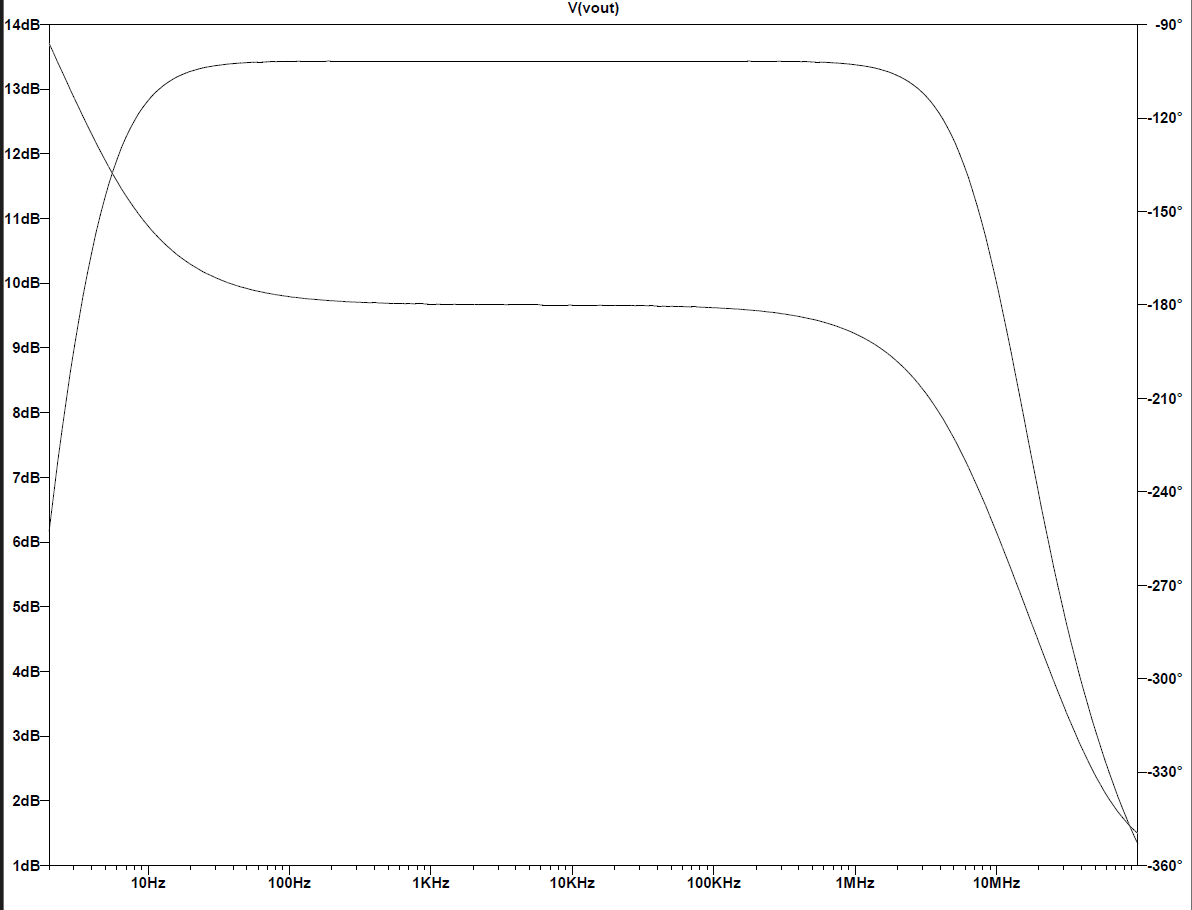 V(vout)
14dB
13dB
12dB
11dB
10dB
9dB
8dB
7dB
6dB
5dB
4dB
3dB
2dB
1dB
-90°
-120°
-150°
-180°
-210°
-240°
-270°
-300°
-330°
-360°
10Hz 100Hz 1KHz 10KHz 100KHz 1MHz 10MHz